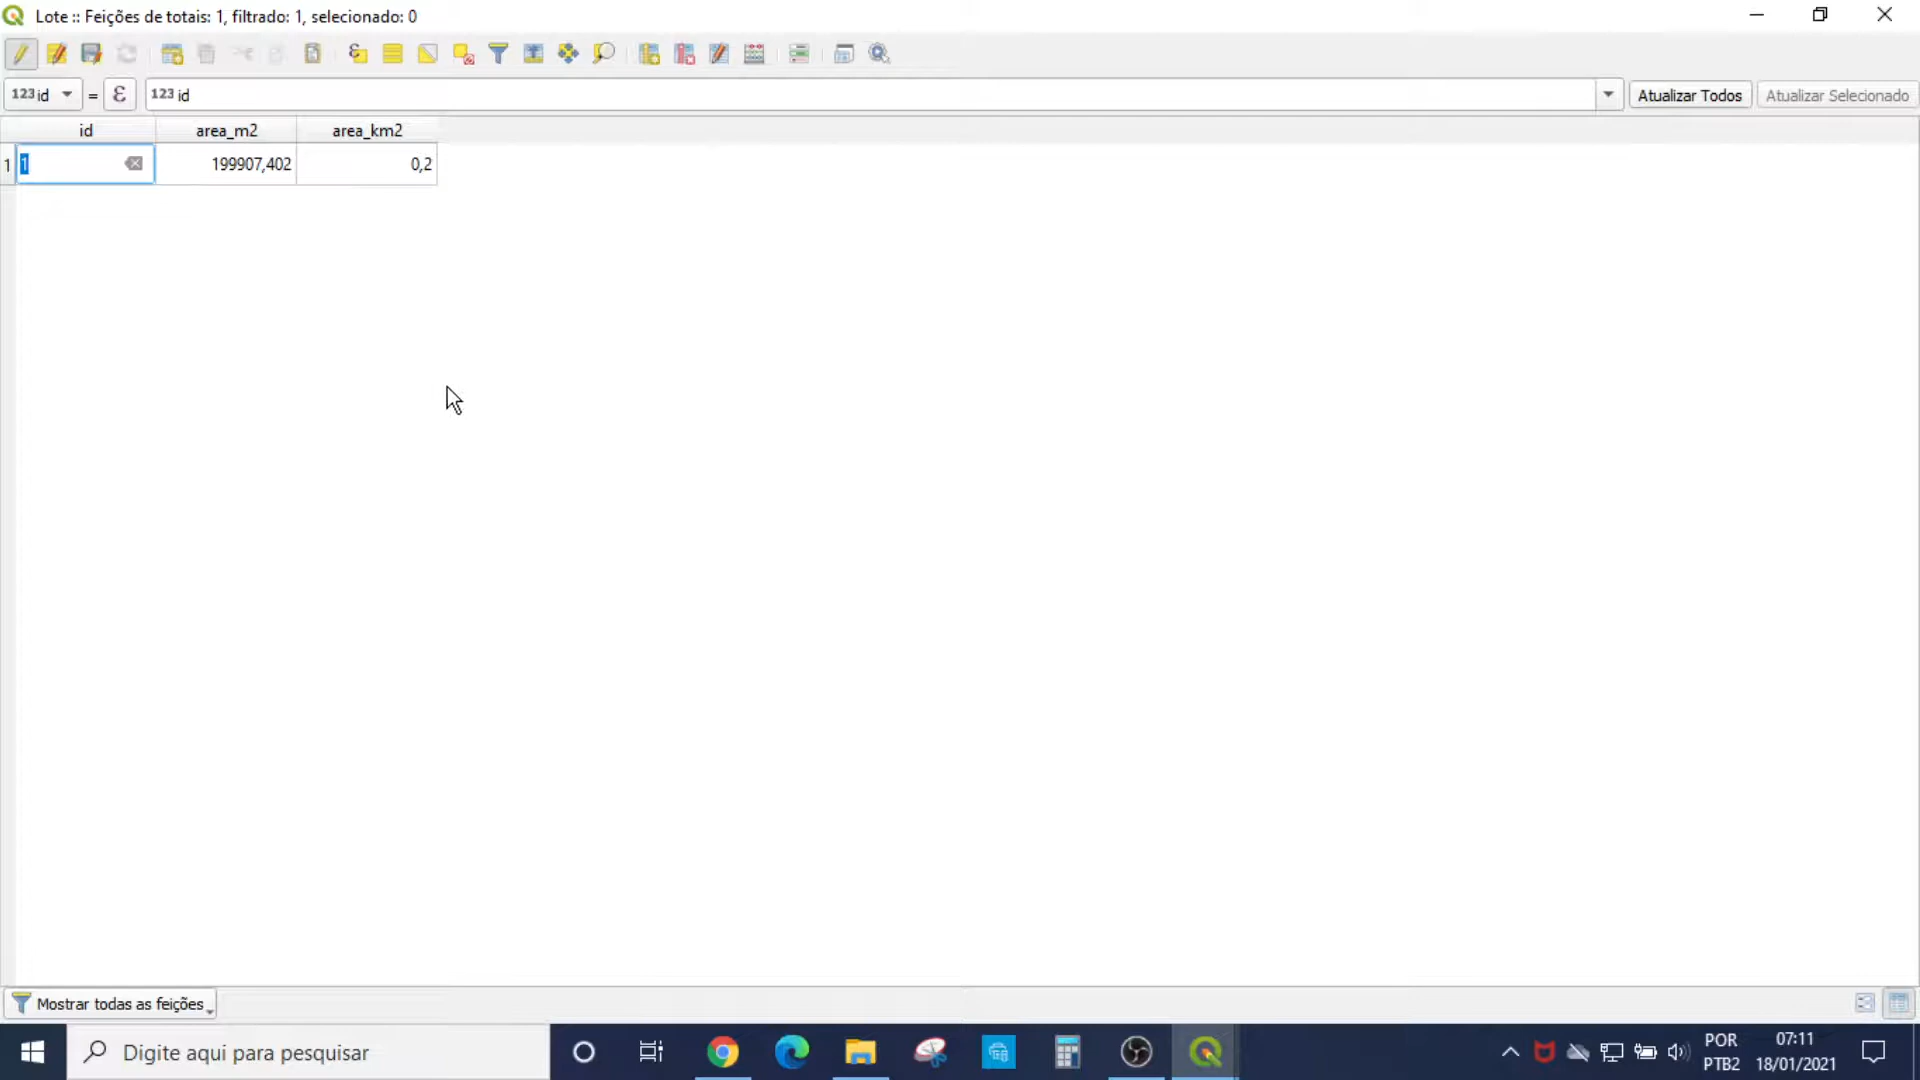 Lote :: Feições de totais: 1, filtrado: 1, selecionado: 0
123 id = ε 123 id Atualizar Todos Atualizar Selecionado
id area_m2 area_km2
1 1 199907,402 0,2
Mostrar todas as feições
Digite aqui para pesquisar
POR 07:11
PTB2 18/01/2021